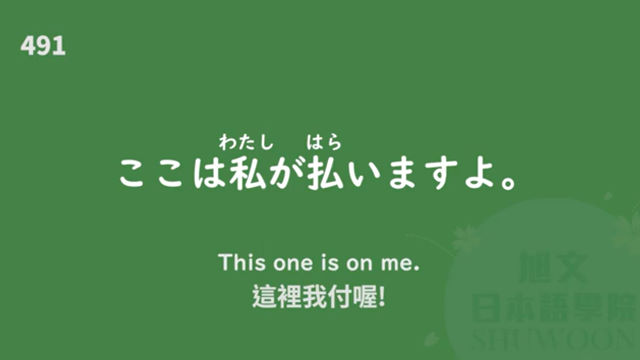 491
わたし はら
ここは私が払いますよ。
This one is on me.
這裡我付喔!
旭文
日本語學院
SHUWOON